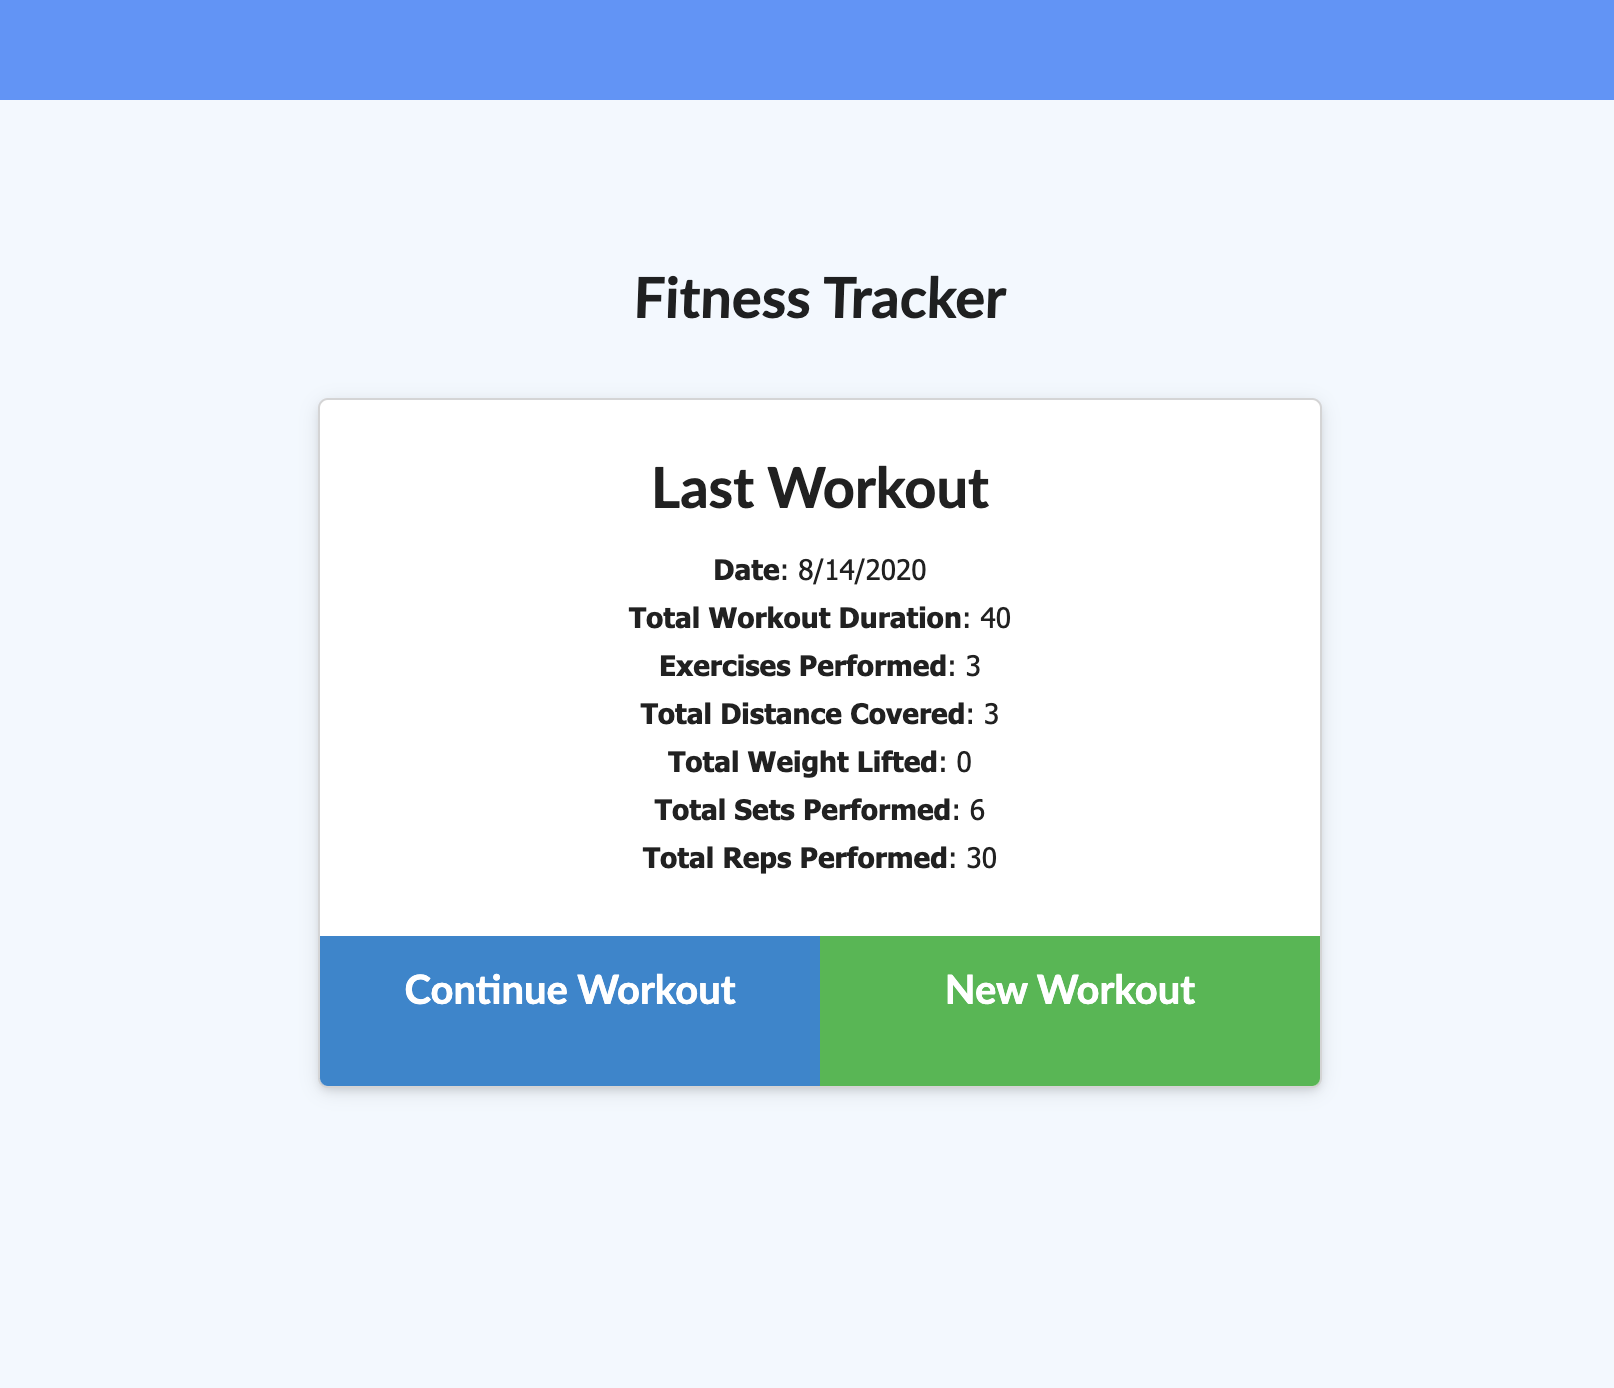 Fitness Tracker
Last Workout
Date: 8/14/2020
Total Workout Duration: 40
Exercises Performed: 3
Total Distance Covered: 3
Total Weight Lifted: 0
Total Sets Performed: 6
Total Reps Performed: 30
Continue Workout
New Workout